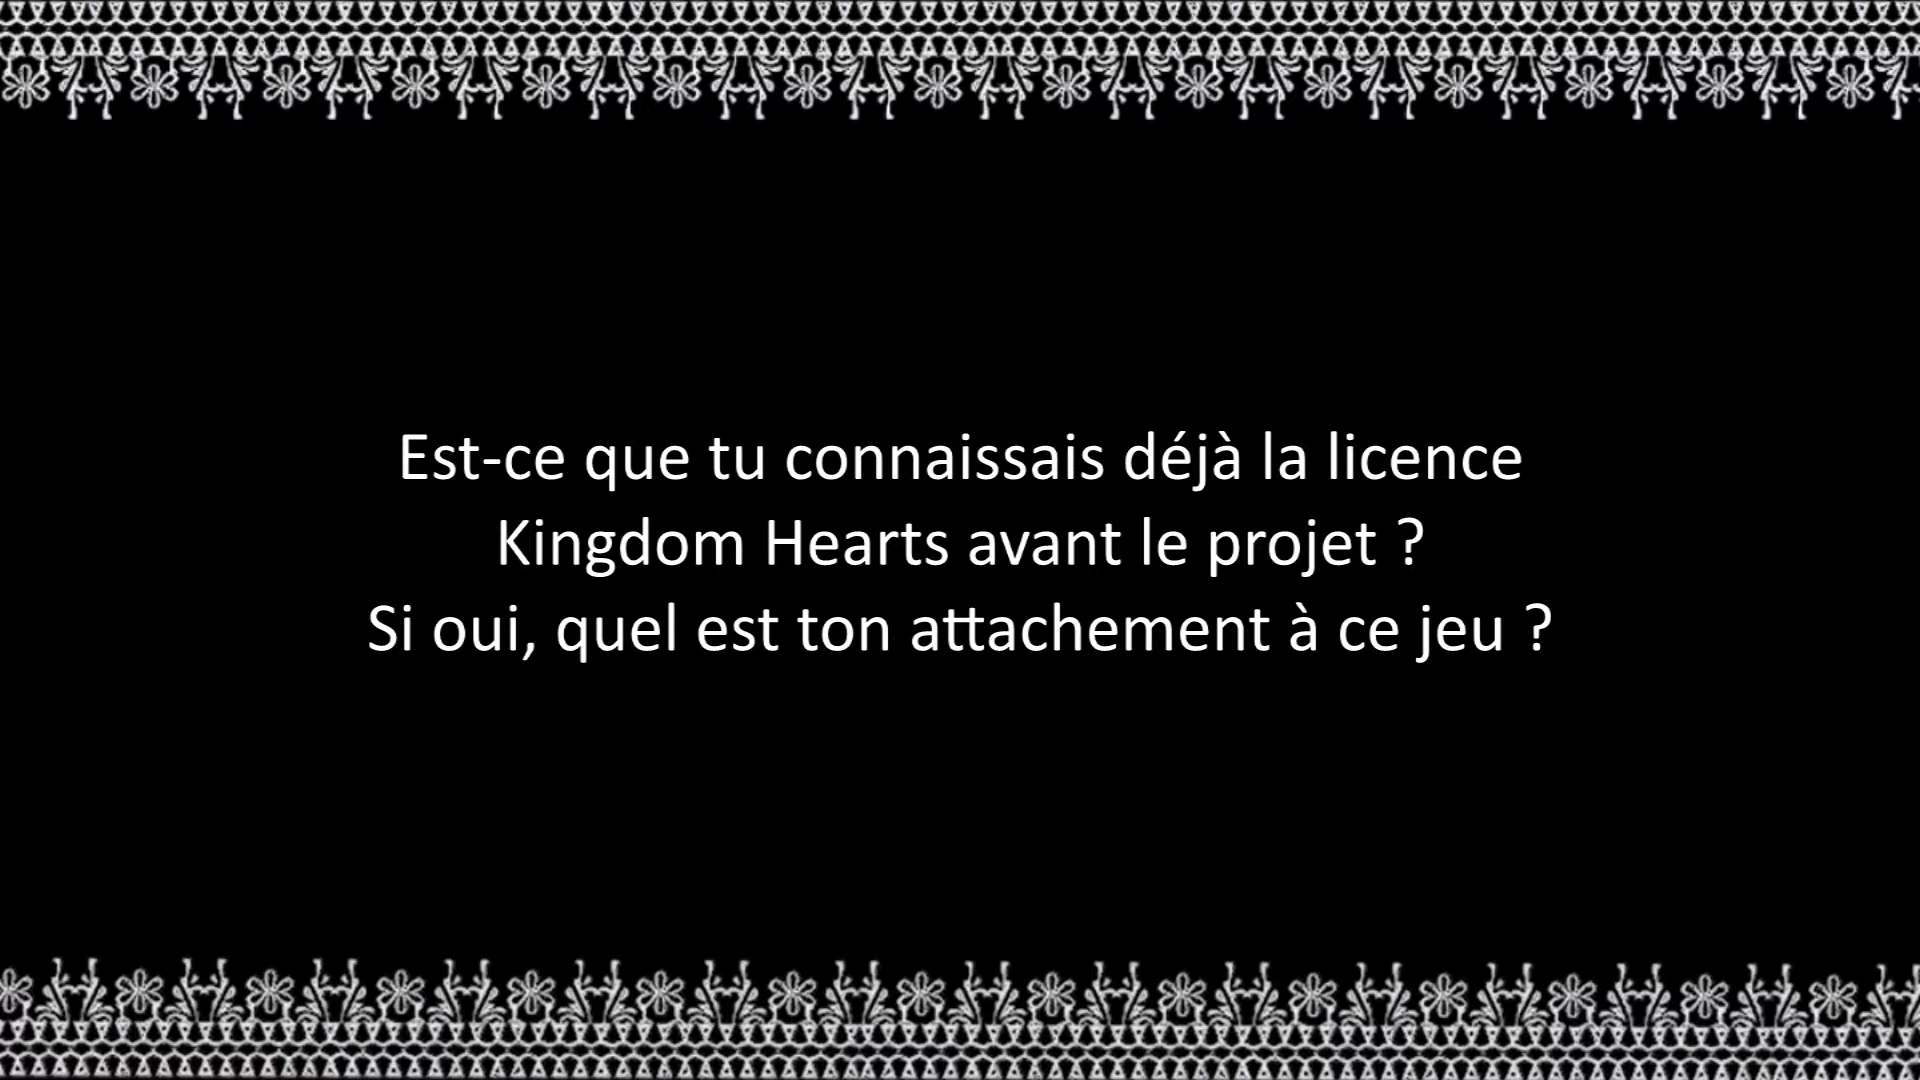 Est-ce que tu connaissais déjà la licence
Kingdom Hearts avant le projet ?
Si oui, quel est ton attachement à ce jeu ?